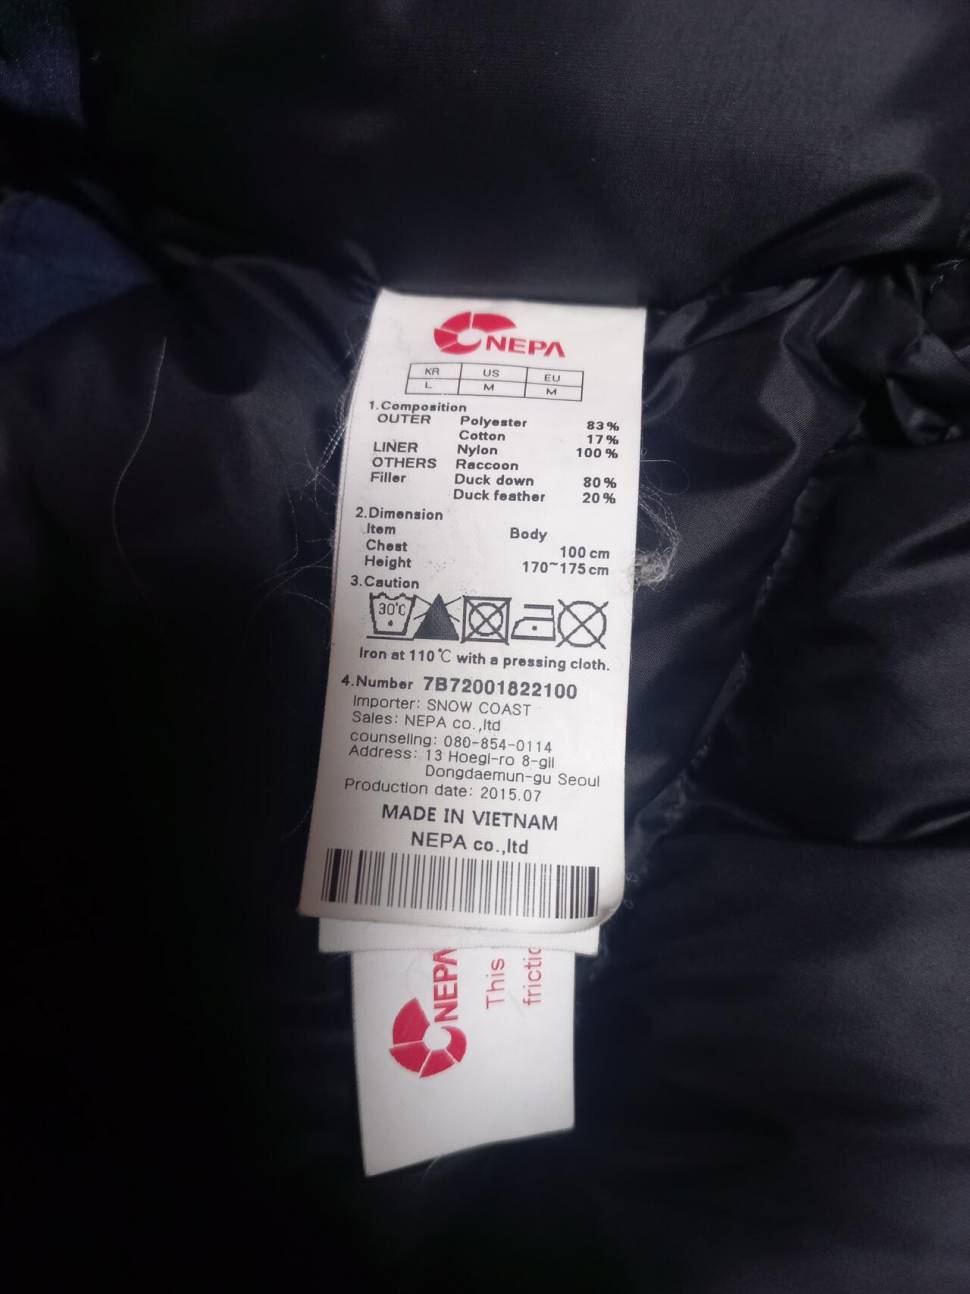 NEPA
KR US EU
L M M
1.Composition
OUTER Polyester 83%
Cotton 17%
LINER Nylon 100%
OTHERS Raccoon
Filler Duck down 80%
Duck feather 20%
2.Dimension
Item Body
Chest 100 cm
Height 170~175 cm
3.Caution
30℃
Iron at 110℃ with a pressing cloth.
4.Number 7B72001822100
Importer: SNOW COAST
Sales: NEPA co.,ltd
counseling: 080-854-0114
Address: 13 Hoegi-ro 8-gil
Dongdaemun-gu Seoul
Production date: 2015.07
MADE IN VIETNAM
NEPA co.,ltd
NEPA
This
frictio